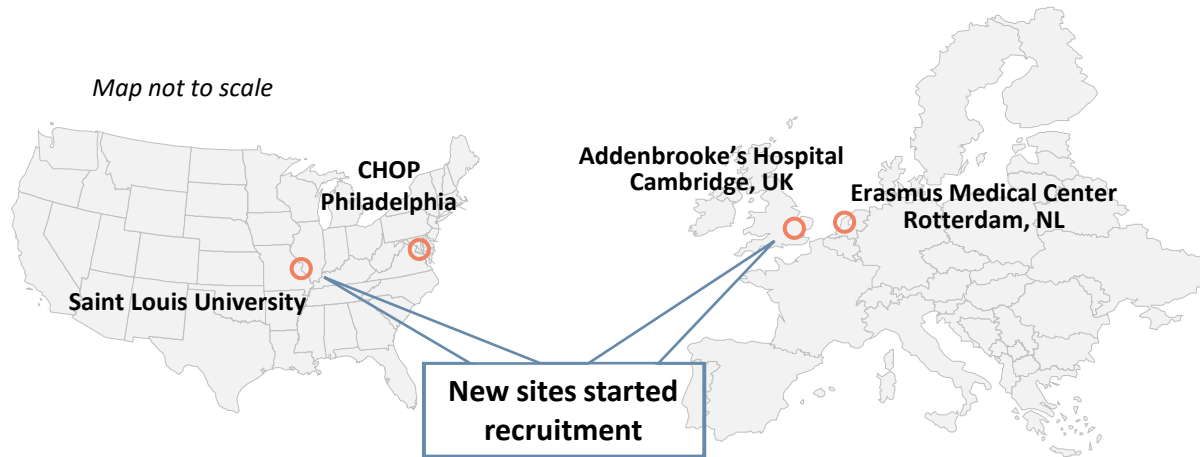 Map not to scale
CHOP
Philadelphia
Saint Louis University
Addenbrooke’s Hospital
Cambridge, UK
Erasmus Medical Center
Rotterdam, NL
New sites started
recruitment